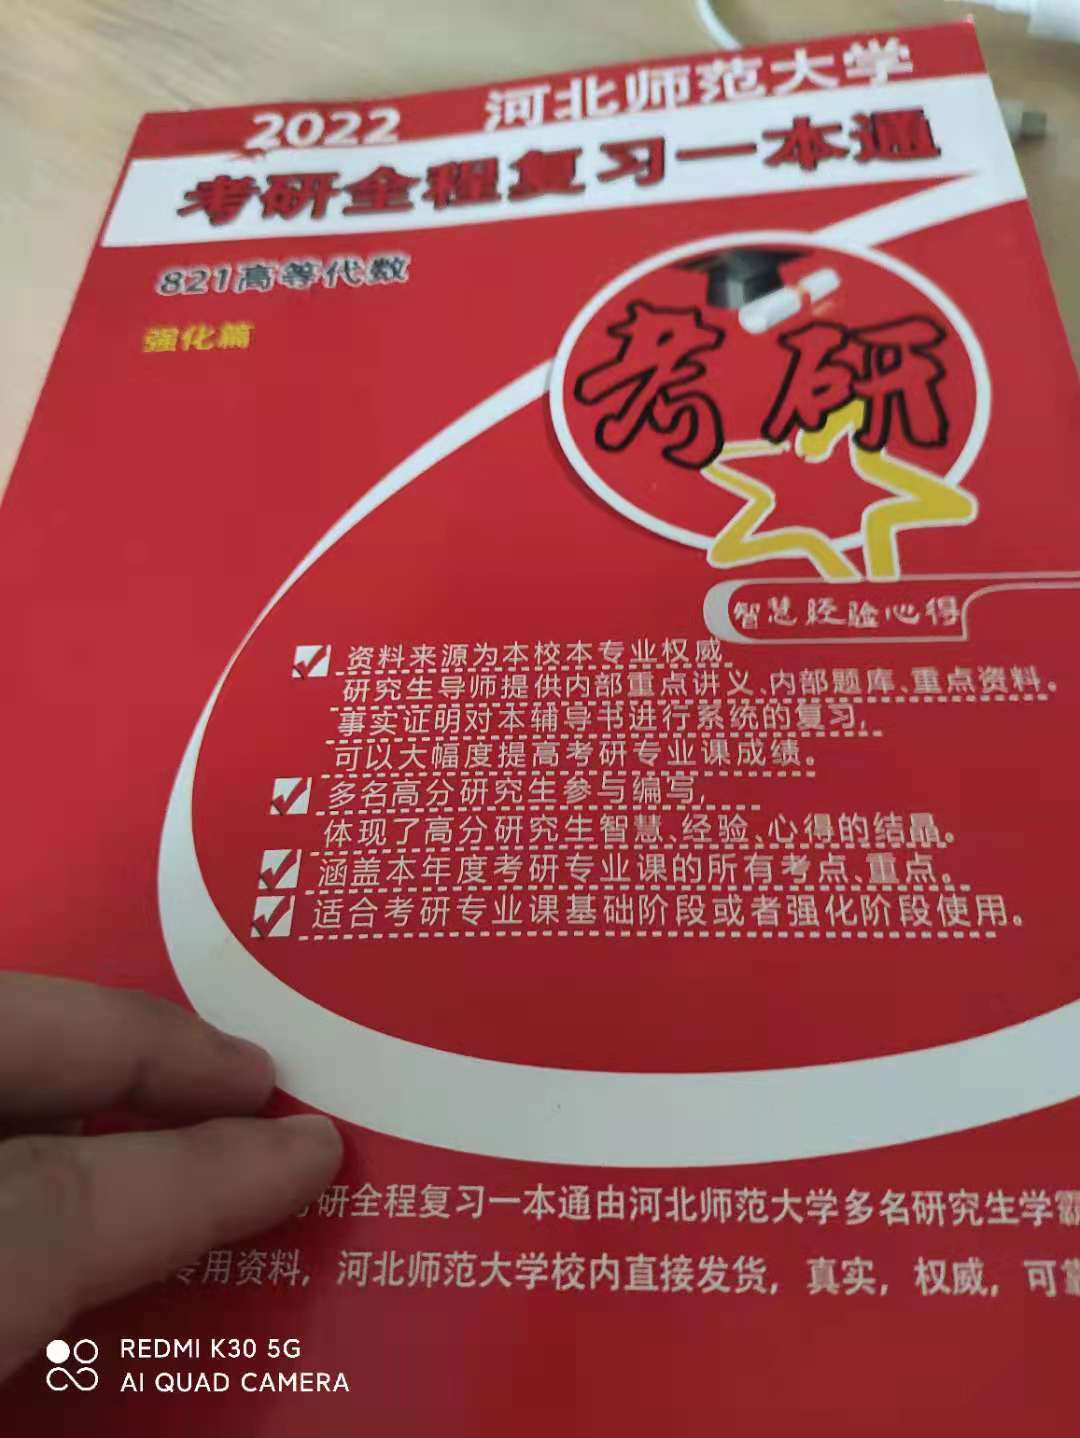 2022 河北师范大学
考研全程复习一本通
821高等代数
强化篇
考研
智慧经验心得
资料来源为本校本专业权威
研究生导师提供内部重点讲义、内部题库、重点资料。
事实证明对本辅导书进行系统的复习,
可以大幅度提高考研专业课成绩。
多名高分研究生参与编写,
体现了高分研究生智慧、经验、心得的结晶。
涵盖本年度考研专业课的所有考点、重点。
适合考研专业课基础阶段或者强化阶段使用。
考研全程复习一本通由河北师范大学多名研究生学霸
专用资料，河北师范大学校内直接发货，真实，权威，可靠
REDMI K30 5G
AI QUAD CAMERA